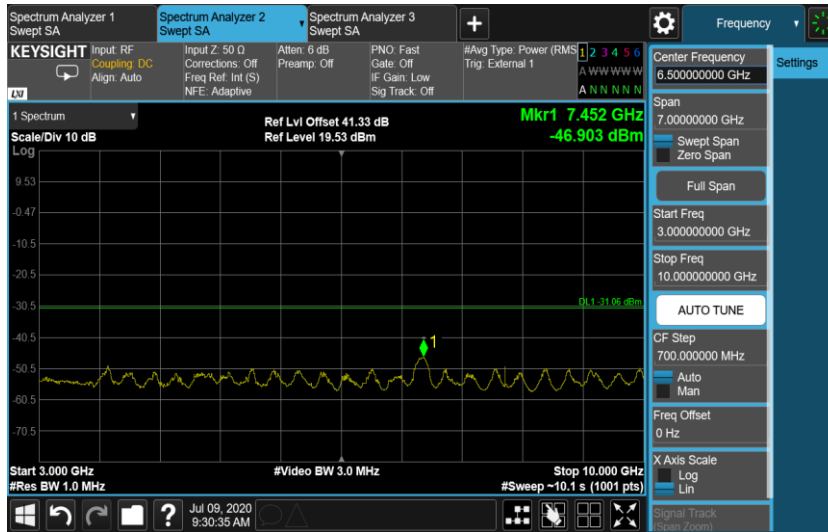 Spectrum Analyzer 1
Swept SA
Spectrum Analyzer 2
Swept SA
Spectrum Analyzer 3
Swept SA
Frequency
KEYSIGHT
Input: RF
Coupling: DC
Align: Auto
Input Z: 50 Ω
Corrections: Off
Freq Ref: Int (S)
NFE: Adaptive
Atten: 6 dB
Preamp: Off
PNO: Fast
Gate: Off
IF Gain: Low
Sig Track: Off
#Avg Type: Power (RMS
Trig: External 1
1 2 3 4 5 6
A W W W W W
A N N N N N
LXI
1 Spectrum
Scale/Div 10 dB
Log
Ref Lvl Offset 41.33 dB
Ref Level 19.53 dBm
Mkr1 7.452 GHz
-46.903 dBm
9.53
-0.47
-10.5
-20.5
-30.5
-40.5
-50.5
-60.5
-70.5
DL1 -31.06 dBm
1
Start 3.000 GHz
#Res BW 1.0 MHz
#Video BW 3.0 MHz
Stop 10.000 GHz
#Sweep ~10.1 s (1001 pts)
Center Frequency
6.500000000 GHz
Settings
Span
7.00000000 GHz
Swept Span
Zero Span
Full Span
Start Freq
3.000000000 GHz
Stop Freq
10.000000000 GHz
AUTO TUNE
CF Step
700.000000 MHz
Auto
Man
Freq Offset
0 Hz
X Axis Scale
Log
Lin
Signal Track
(Span Zoom)
Jul 09, 2020
9:30:35 AM